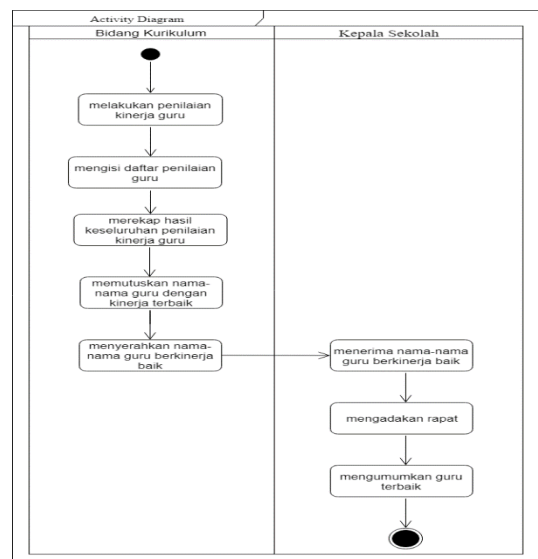 Activity Diagram
Bidang Kurikulum
Kepala Sekolah
melakukan penilaian
kinerja guru
mengisi daftar penilaian
guru
merekap hasil
keseluruhan penilaian
kinerja guru
memutuskan nama-
nama guru dengan
kinerja terbaik
menyerahkan nama-
nama guru berkinerja
baik
menerima nama-nama
guru berkinerja baik
mengadakan rapat
mengumumkan guru
terbaik